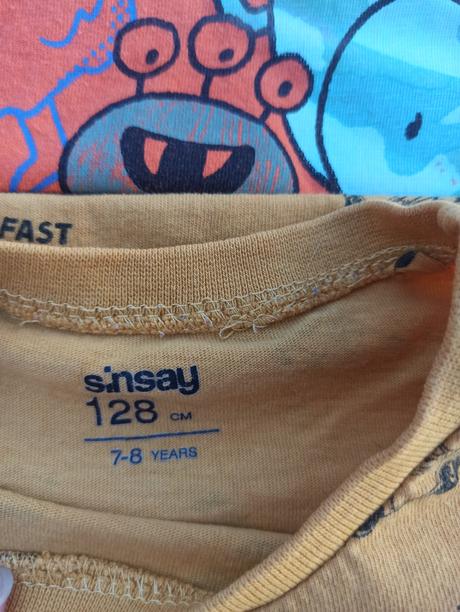 FAST
sinsay
128 CM
7-8 YEARS